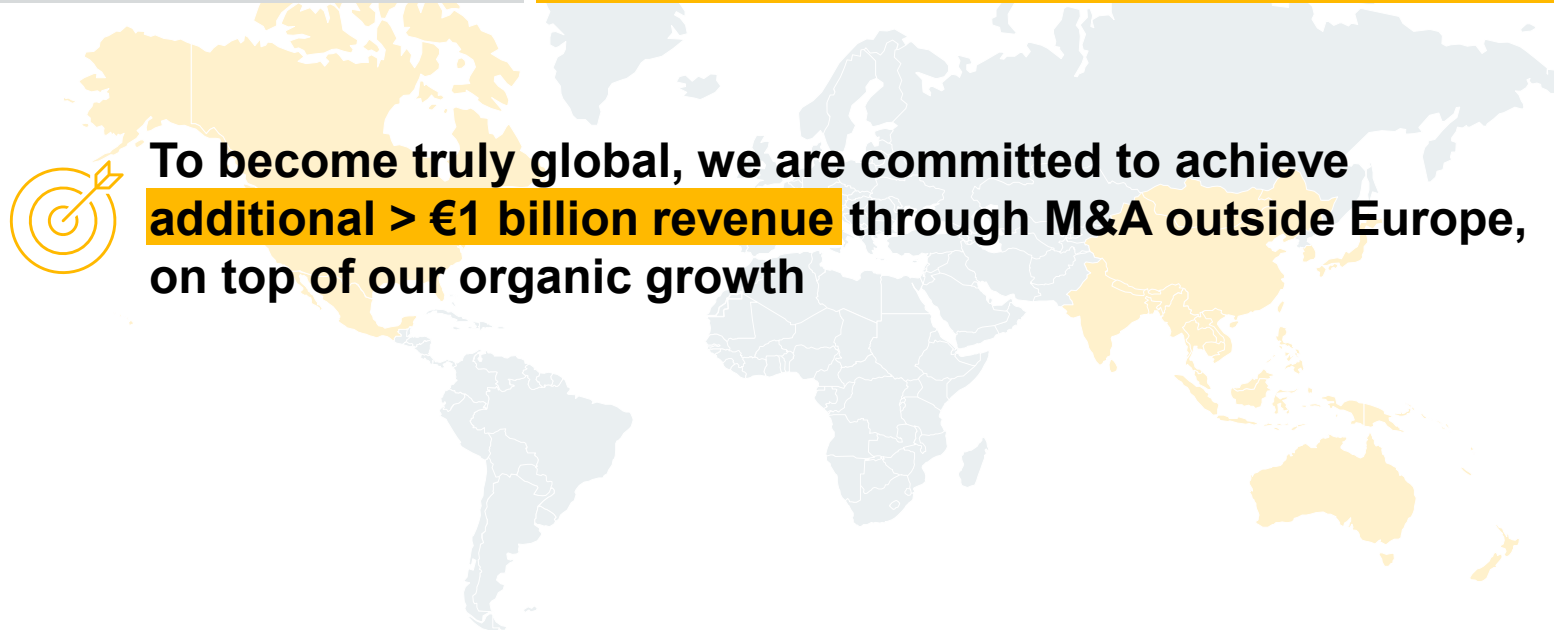 To become truly global, we are committed to achieve
additional > €1 billion revenue through M&A outside Europe,
on top of our organic growth